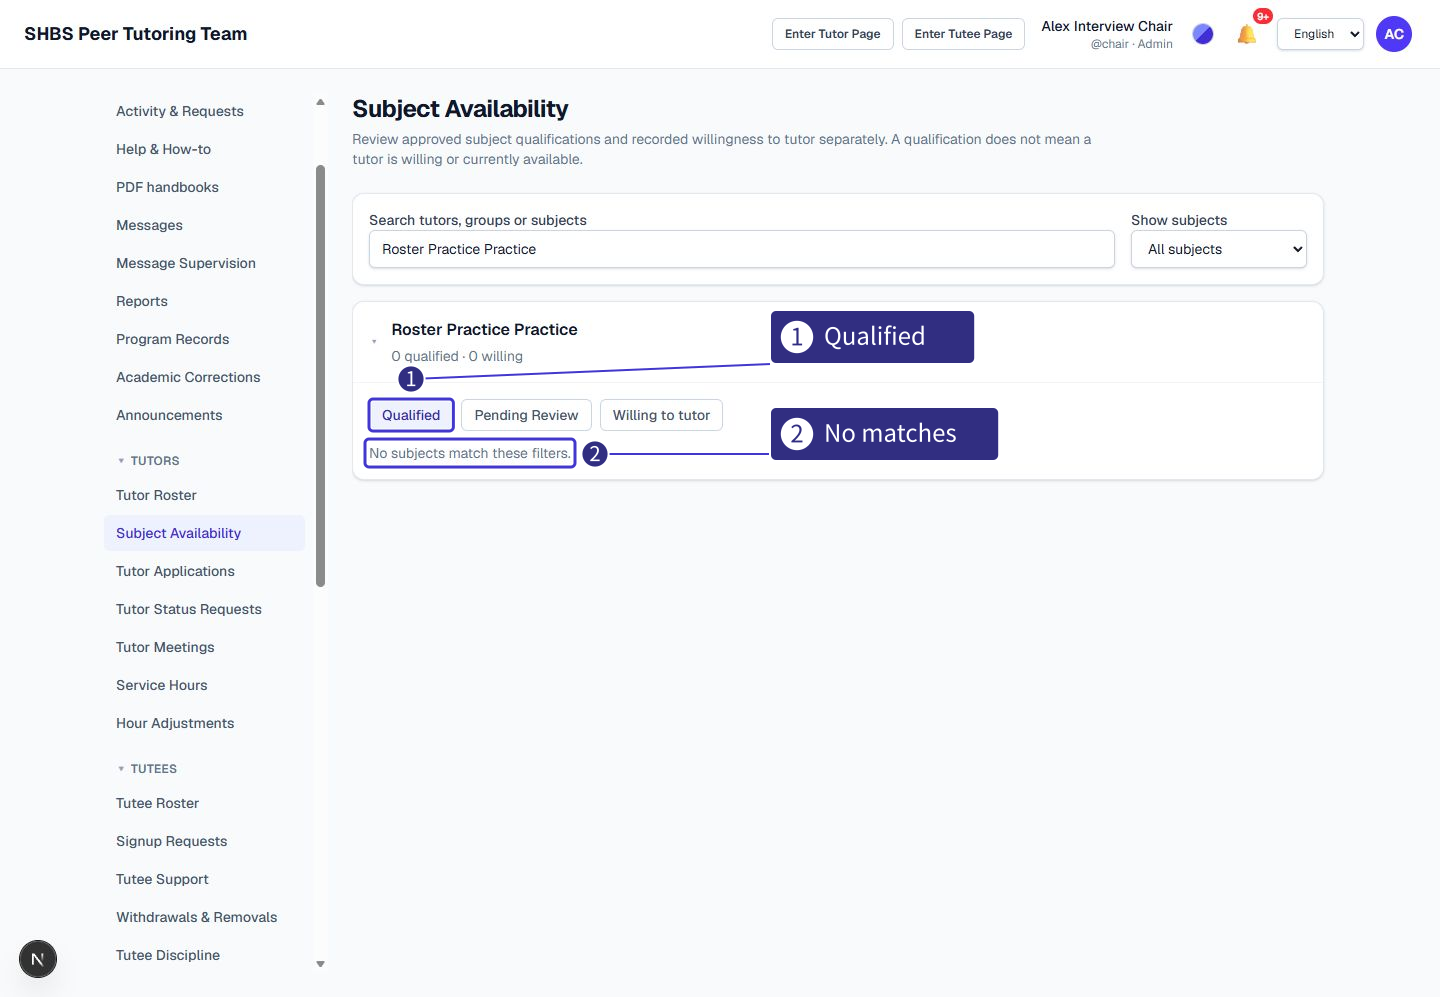 SHBS Peer Tutoring Team
Enter Tutor Page
Enter Tutee Page
Alex Interview Chair
@chair · Admin
9+
English
AC
Activity & Requests
Help & How-to
PDF handbooks
Messages
Message Supervision
Reports
Program Records
Academic Corrections
Announcements
TUTORS
Tutor Roster
Subject Availability
Tutor Applications
Tutor Status Requests
Tutor Meetings
Service Hours
Hour Adjustments
TUTEES
Tutee Roster
Signup Requests
Tutee Support
Withdrawals & Removals
Tutee Discipline
N
Subject Availability
Review approved subject qualifications and recorded willingness to tutor separately. A qualification does not mean a
tutor is willing or currently available.
Search tutors, groups or subjects
Roster Practice Practice
Show subjects
All subjects
Roster Practice Practice
0 qualified · 0 willing
1
1 Qualified
Qualified
Pending Review
Willing to tutor
No subjects match these filters.
2
2 No matches